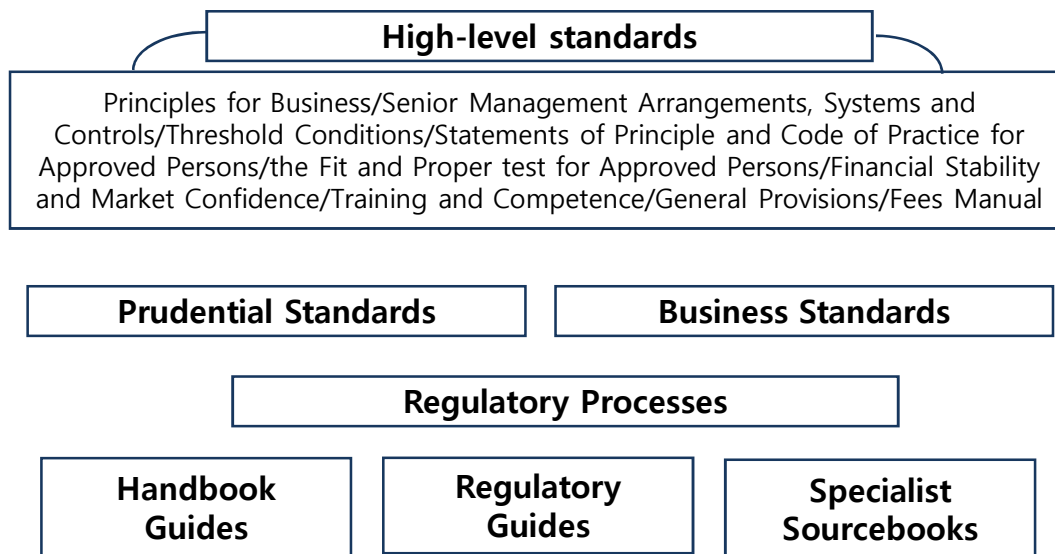 High-level standards
Principles for Business/Senior Management Arrangements, Systems and
Controls/Threshold Conditions/Statements of Principle and Code of Practice for
Approved Persons/the Fit and Proper test for Approved Persons/Financial Stability
and Market Confidence/Training and Competence/General Provisions/Fees Manual
Prudential Standards
Business Standards
Regulatory Processes
Handbook
Guides
Regulatory
Guides
Specialist
Sourcebooks